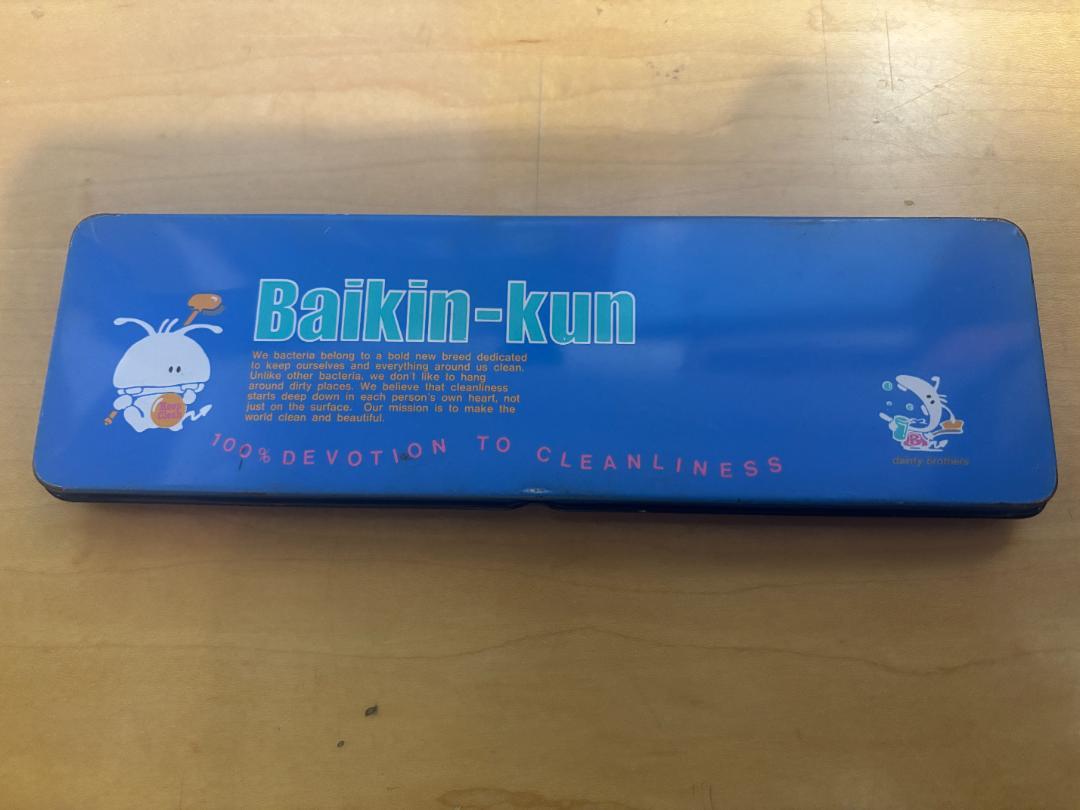 Baikin-kun
We bacteria belong to a bold new breed dedicated
to keep ourselves and everything around us clean.
Unlike other bacteria, we don't like to hang
around dirty places. We believe that cleanliness
starts deep down in each person's own heart, not
just on the surface. Our mission is to make the
world clean and beautiful.
Keep
Clean
100% DEVOTION TO CLEANLINESS
dainty brothers